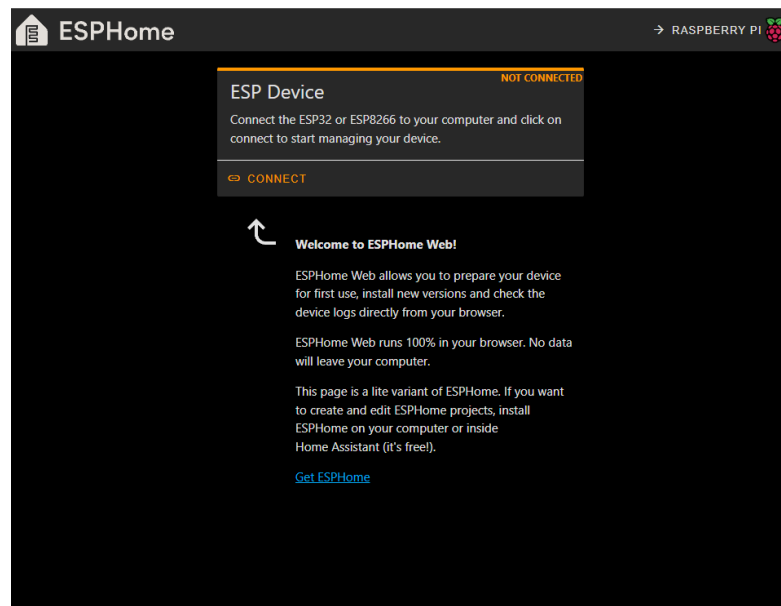 ESPHome
→ RASPBERRY PI
NOT CONNECTED
ESP Device
Connect the ESP32 or ESP8266 to your computer and click on
connect to start managing your device.
CONNECT
Welcome to ESPHome Web!
ESPHome Web allows you to prepare your device
for first use, install new versions and check the
device logs directly from your browser.
ESPHome Web runs 100% in your browser. No data
will leave your computer.
This page is a lite variant of ESPHome. If you want
to create and edit ESPHome projects, install
ESPHome on your computer or inside
Home Assistant (it's free!).
Get ESPHome